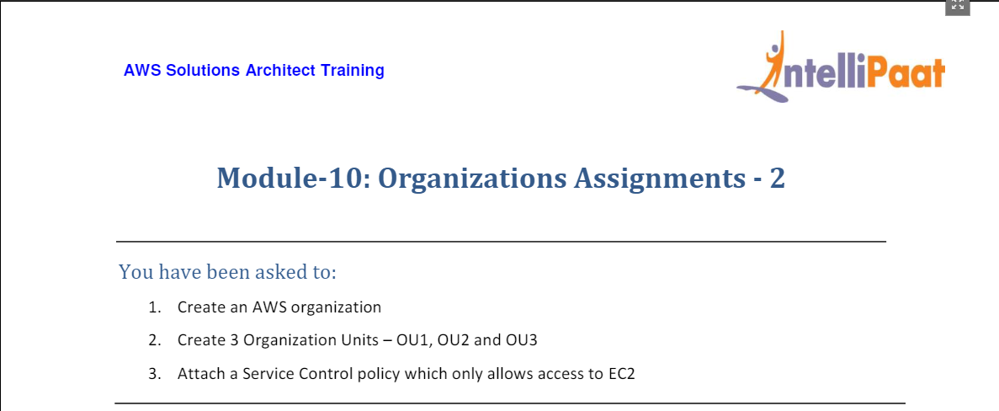 AWS Solutions Architect Training
IntelliPaat
Module-10: Organizations Assignments - 2
You have been asked to:
1. Create an AWS organization
2. Create 3 Organization Units – OU1, OU2 and OU3
3. Attach a Service Control policy which only allows access to EC2